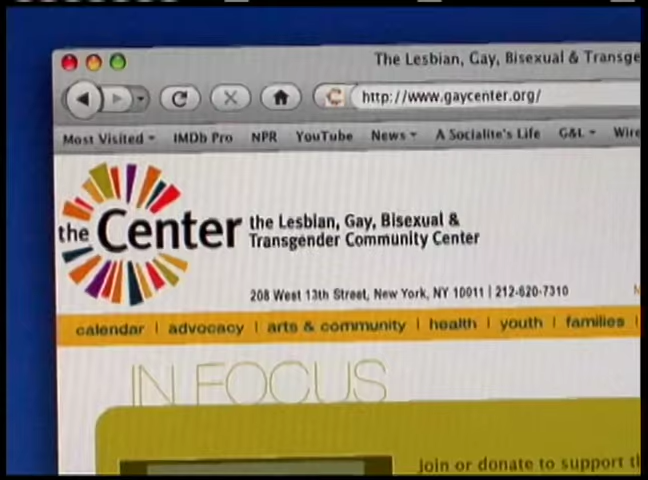 The Lesbian, Gay, Bisexual & Transge
http://www.gaycenter.org/
Most Visited IMDb Pro NPR YouTube News A Socialite's Life G&L Wire
the Center
the Lesbian, Gay, Bisexual &
Transgender Community Center
208 West 13th Street, New York, NY 10011 | 212-620-7310
calendar | advocacy | arts & community | health | youth | families |
IN FOCUS
Join or donate to support th